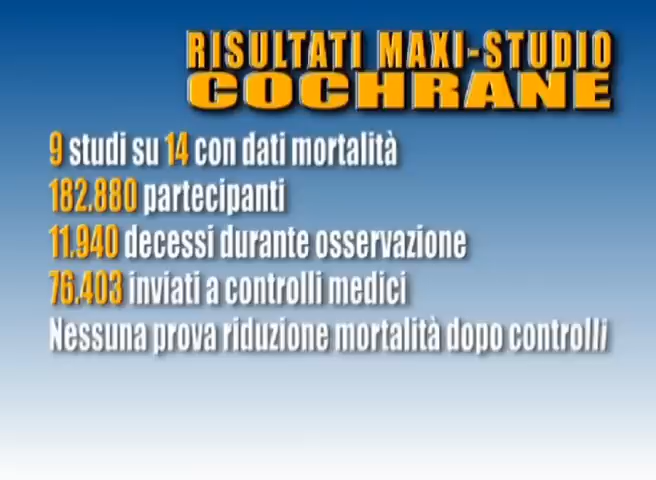 RISULTATI MAXI-STUDIO
COCHRANE
9 studi su 14 con dati mortalità
182.880 partecipanti
11.940 decessi durante osservazione
76.403 inviati a controlli medici
Nessuna prova riduzione mortalità dopo controlli